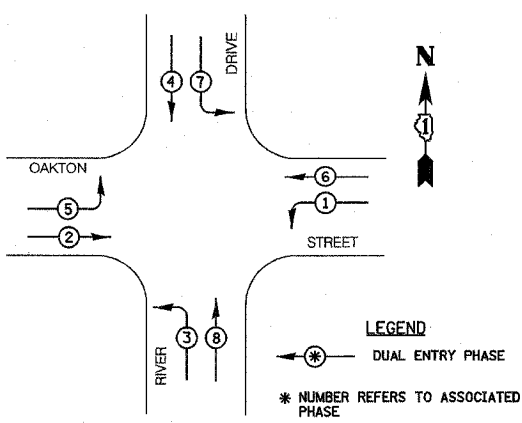 DRIVE
N
4
7
1
OAKTON
6
5
1
2
STREET
3
8
RIVER
LEGEND
* DUAL ENTRY PHASE
* NUMBER REFERS TO ASSOCIATED
PHASE